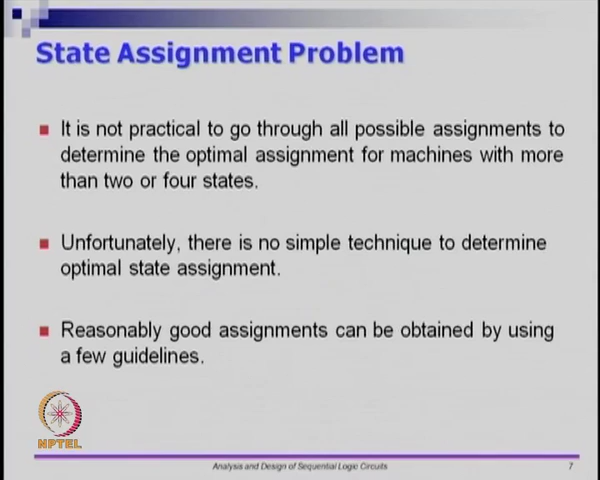 State Assignment Problem
It is not practical to go through all possible assignments to
determine the optimal assignment for machines with more
than two or four states.
Unfortunately, there is no simple technique to determine
optimal state assignment.
Reasonably good assignments can be obtained by using
a few guidelines.
NPTEL
Analysis and Design of Sequential Logic Circuits
7